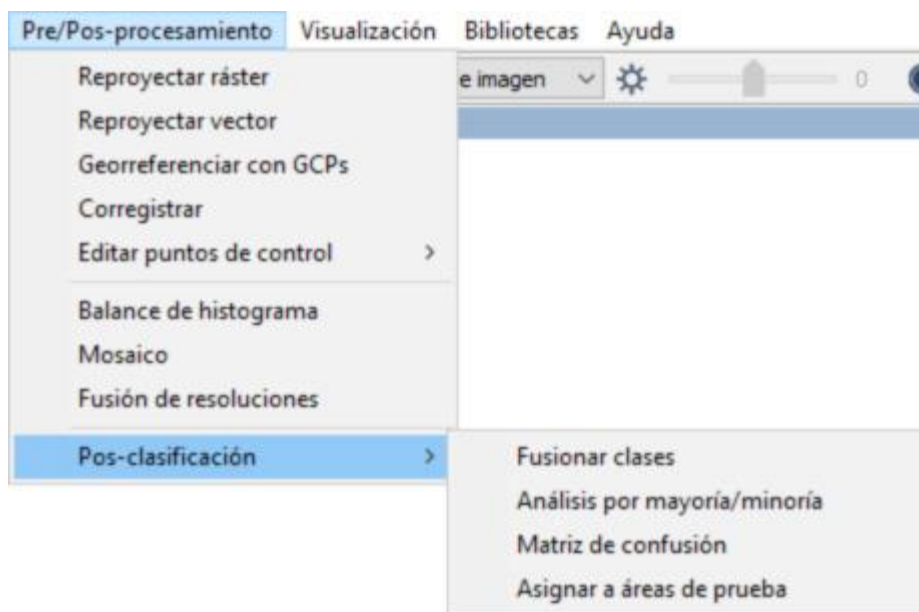 Pre/Pos-procesamiento Visualización Bibliotecas Ayuda
e imagen 0
Reproyectar ráster
Reproyectar vector
Georreferenciar con GCPs
Corregistrar
Editar puntos de control
Balance de histograma
Mosaico
Fusión de resoluciones
Pos-clasificación
Fusionar clases
Análisis por mayoría/minoría
Matriz de confusión
Asignar a áreas de prueba